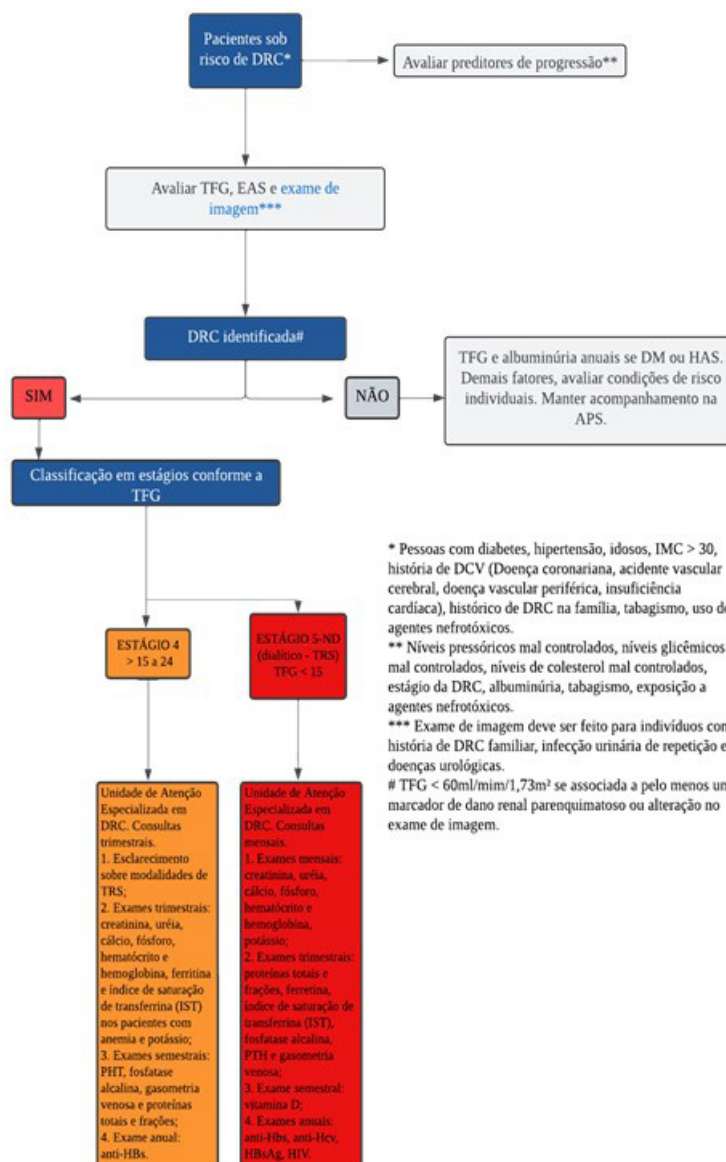 Pacientes sob
risco de DRC*
Avaliar preditores de progressão**
Avaliar TFG, EAS e exame de
imagem***
DRC identificada#
SIM
NÃO
TFG e albuminúria anuais se DM ou HAS.
Demais fatores, avaliar condições de risco
individuais. Manter acompanhamento na
APS.
Classificação em estágios conforme a
TFG
ESTÁGIO 4
> 15 a 24
ESTÁGIO 5-ND
(dialítico - TRS)
TFG < 15
* Pessoas com diabetes, hipertensão, idosos, IMC > 30,
história de DCV (Doença coronariana, acidente vascular
cerebral, doença vascular periférica, insuficiência
cardíaca), histórico de DRC na família, tabagismo, uso de
agentes nefrotóxicos.
** Níveis pressóricos mal controlados, níveis glicêmicos
mal controlados, níveis de colesterol mal controlados,
estágio da DRC, albuminúria, tabagismo, exposição a
agentes nefrotóxicos.
*** Exame de imagem deve ser feito para indivíduos com
história de DRC familiar, infecção urinária de repetição e
doenças urológicas.
# TFG < 60ml/mim/1,73m² se associada a pelo menos um
marcador de dano renal parenquimatoso ou alteração no
exame de imagem.
Unidade de Atenção
Especializada em
DRC. Consultas
trimestrais.
1. Esclarecimento
sobre modalidades de
TRS;
2. Exames trimestrais:
creatinina, uréia,
cálcio, fósforo,
hematócrito e
hemoglobina, ferritina
e índice de saturação
de transferrina (IST)
nos pacientes com
anemia e potássio;
3. Exames semestrais:
PHT, fosfatase
alcalina, gasometria
venosa e proteínas
totais e frações;
4. Exame anual:
anti-HBs.
Unidade de Atenção
Especializada em
DRC. Consultas
mensais.
1. Exames mensais:
creatinina, uréia,
cálcio, fósforo,
hematócrito e
hemoglobina,
potássio;
2. Exames trimestrais:
proteínas totais e
frações, ferretina,
índice de saturação de
transferrina (IST),
fosfatase alcalina,
PTH e gasometria
venosa;
3. Exame semestral:
vitamina D;
4. Exames anuais:
anti-Hbs, anti-Hcv,
HBsAg, HIV.